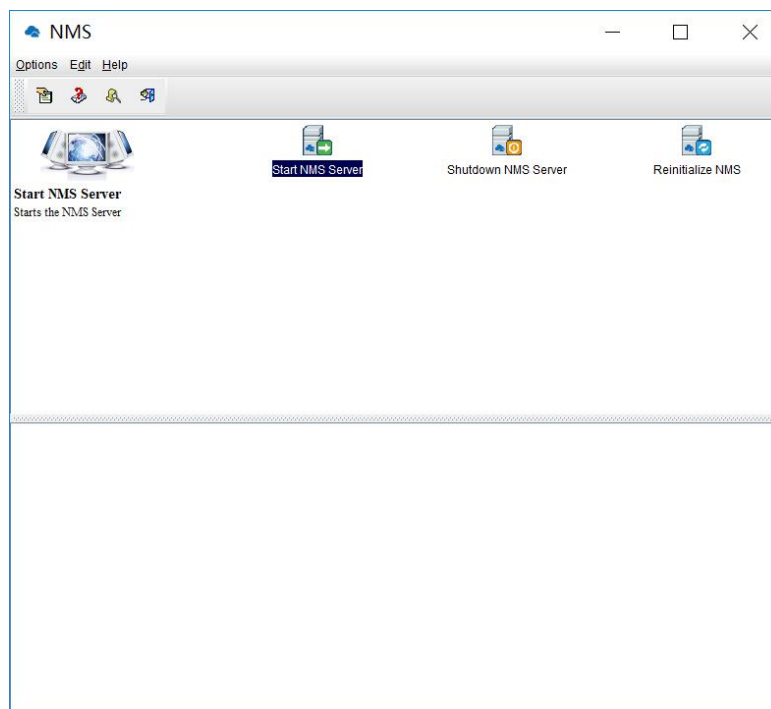 NMS
Options Edit Help
Start NMS Server
Starts the NMS Server
Start NMS Server
Shutdown NMS Server
Reinitialize NMS